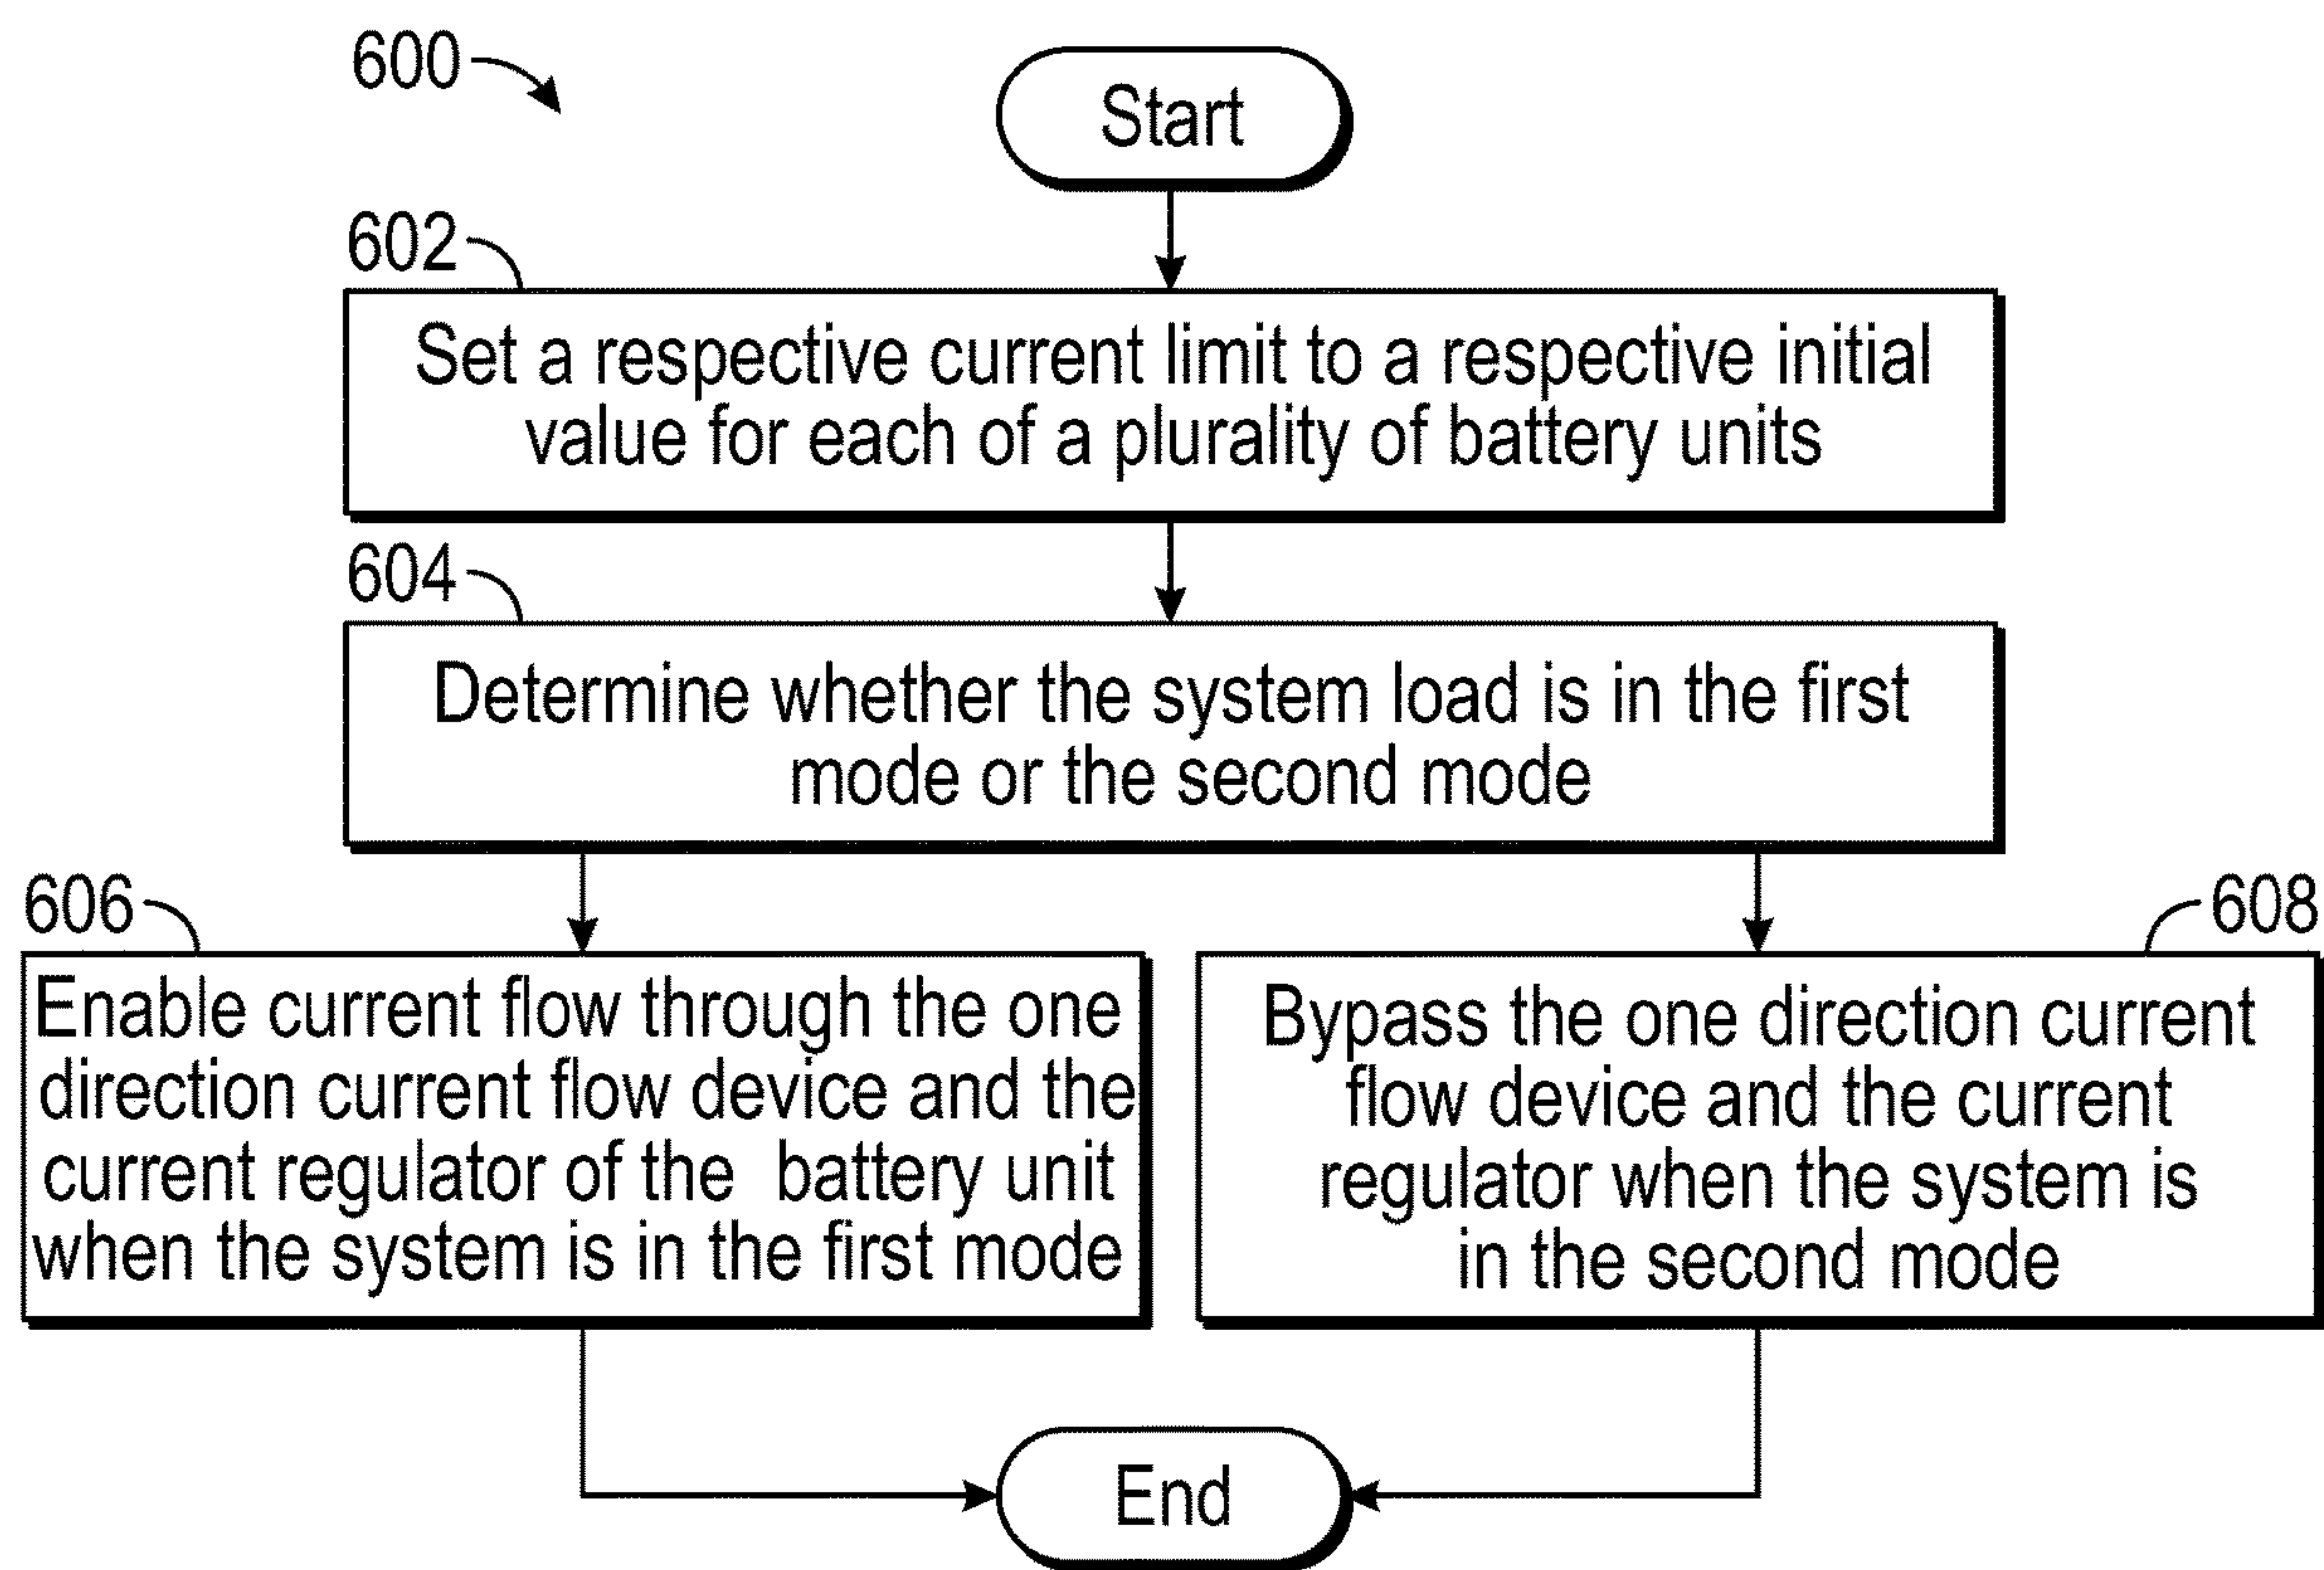 600
Start
602
Set a respective current limit to a respective initial
value for each of a plurality of battery units
604
Determine whether the system load is in the first
mode or the second mode
606
Enable current flow through the one
direction current flow device and the
current regulator of the battery unit
when the system is in the first mode
608
Bypass the one direction current
flow device and the current
regulator when the system is
in the second mode
End